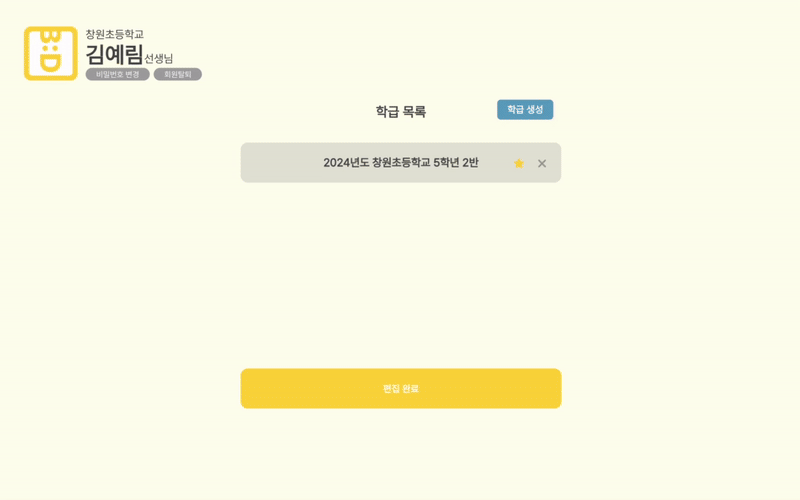 창원초등학교
김예림선생님
비밀번호 변경 회원탈퇴
학급 목록 학급 생성
2024년도 창원초등학교 5학년 2반
편집 완료